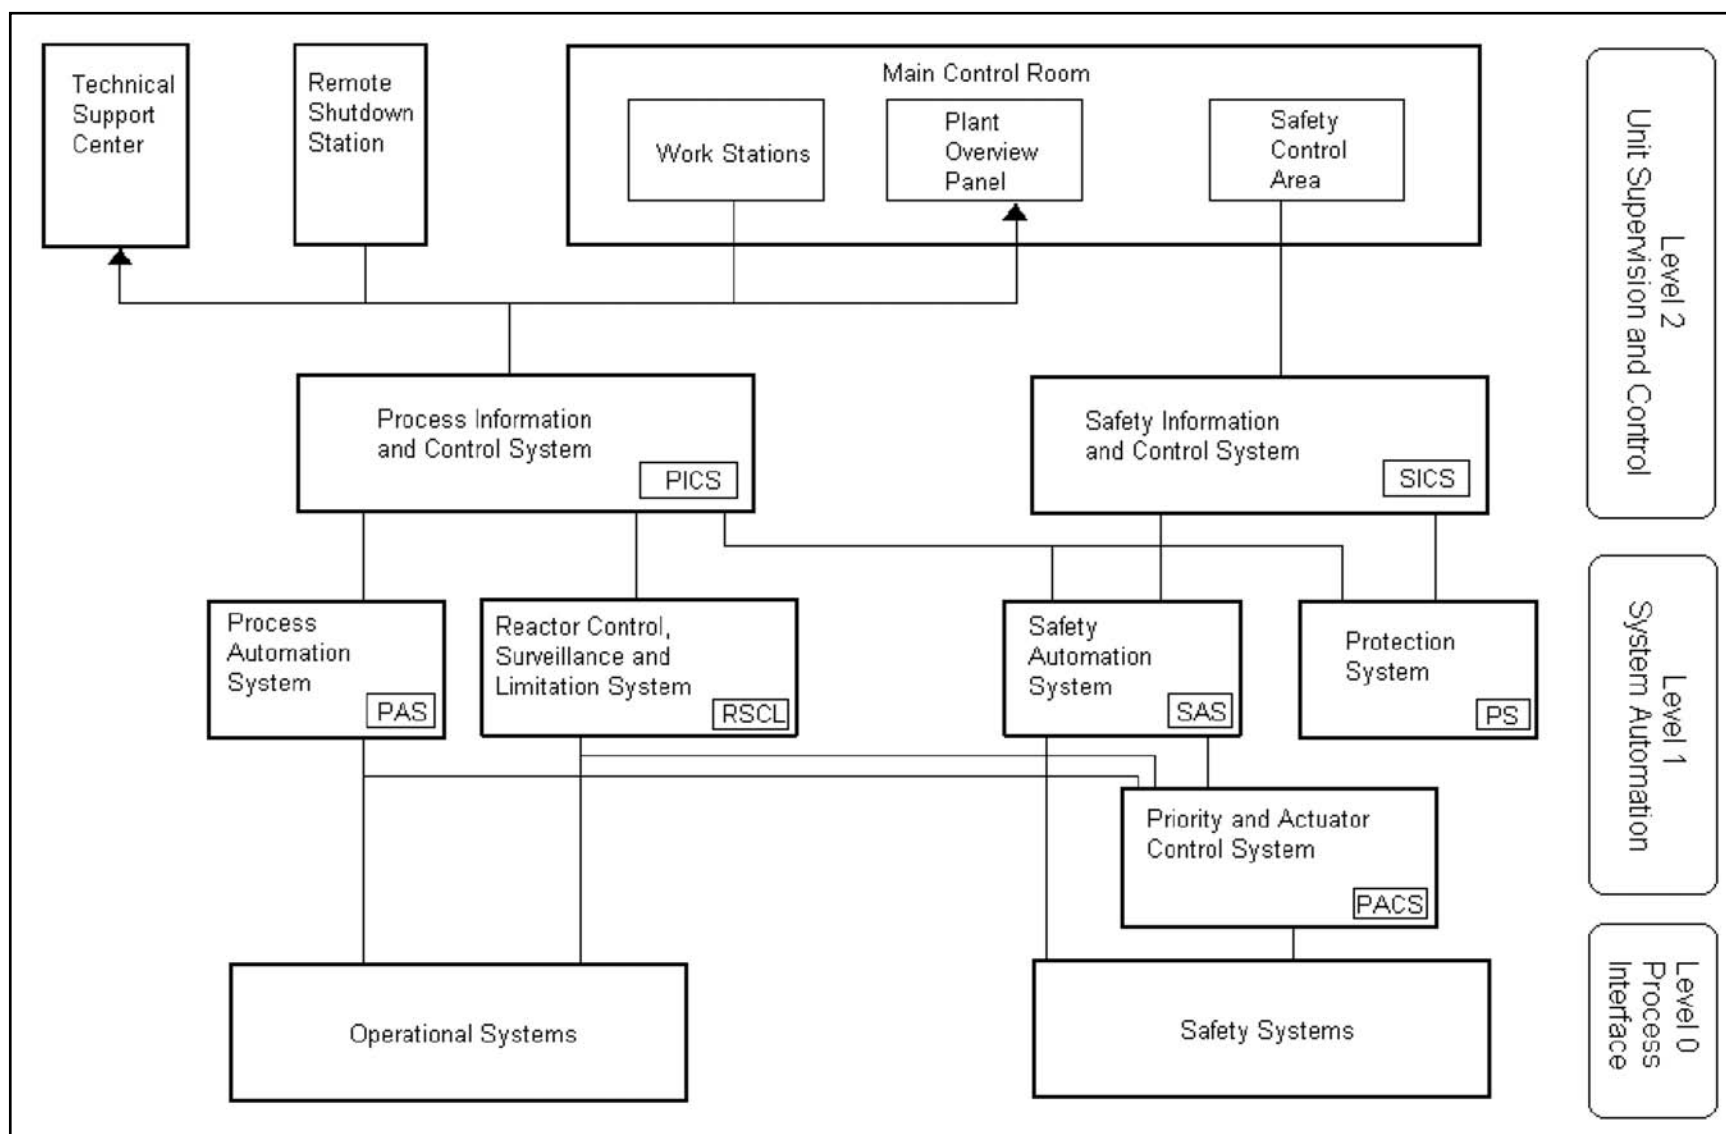 Technical
Support
Center
Remote
Shutdown
Station
Main Control Room
Work Stations
Plant
Overview
Panel
Safety
Control
Area
Level 2
Unit Supervision and Control
Process Information
and Control System
PICS
Safety Information
and Control System
SICS
Process
Automation
System
PAS
Reactor Control,
Surveillance and
Limitation System
RSCL
Safety
Automation
System
SAS
Protection
System
PS
Level 1
System Automation
Priority and Actuator
Control System
PACS
Operational Systems
Safety Systems
Level 0
Process
Interface